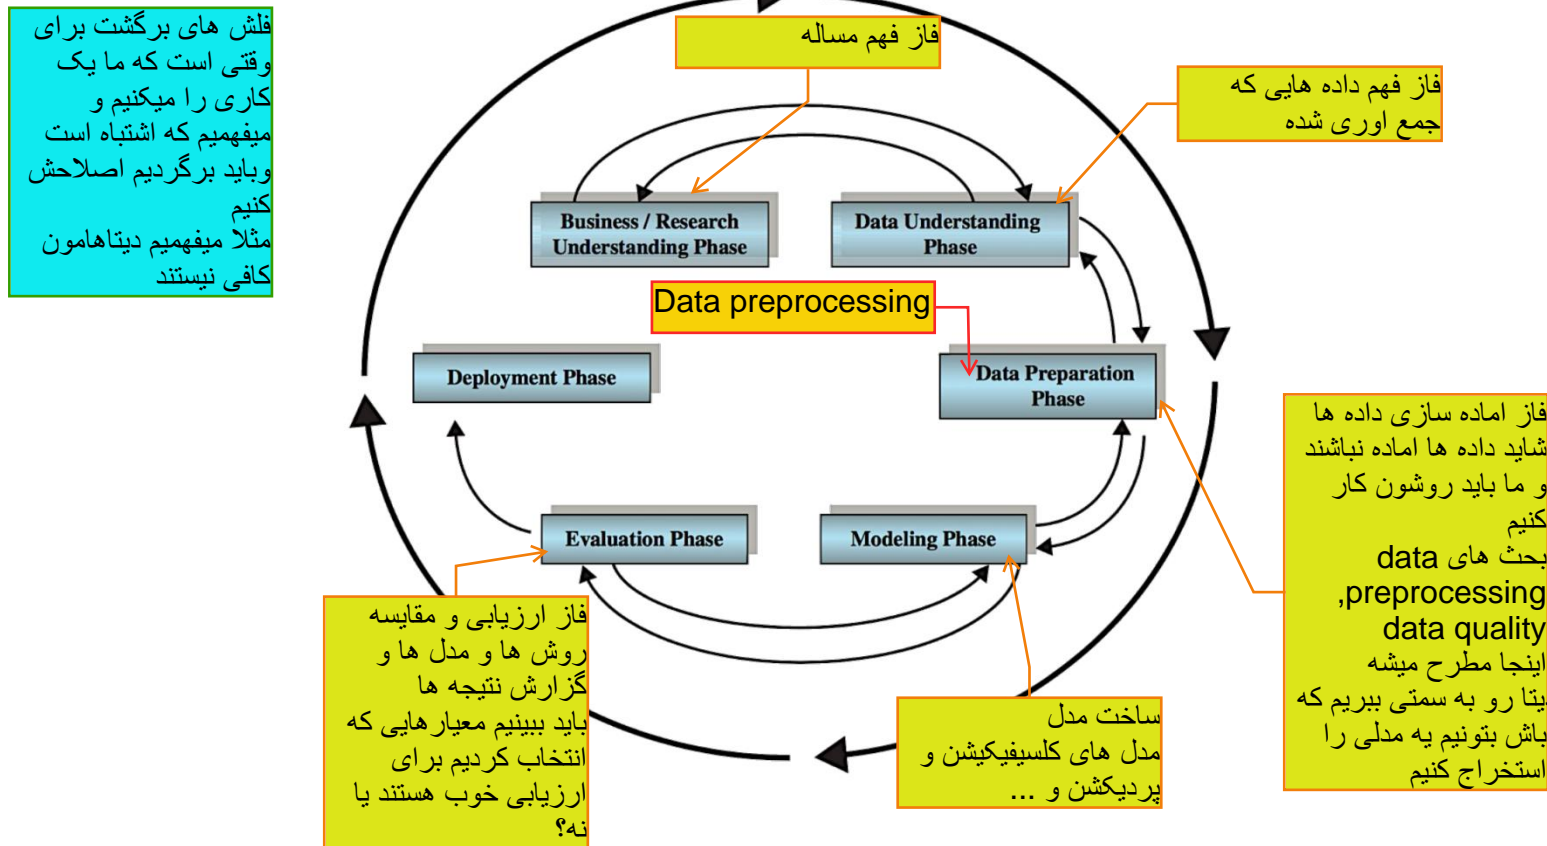 فلش های برگشت برای
وقتی است که ما یک
کاری را میکنیم و
میفهمیم که اشتباه است
وباید برگردیم اصلاحش
کنیم
مثلا میفهمیم دیتاهامون
کافی نیستند
فاز فهم مساله
فاز فهم داده هایی که
جمع اوری شده
Business / Research
Understanding Phase
Data Understanding
Phase
Data preprocessing
Deployment Phase
Data Preparation
Phase
فاز اماده سازی داده ها
شاید داده ها اماده نباشند
و ما باید روشون کار
کنیم
بحث های data
preprocessing,
data quality
اینجا مطرح میشه
یتا رو به سمتی ببریم که
باش بتونیم یه مدلی را
استخراج کنیم
Evaluation Phase
Modeling Phase
فاز ارزیابی و مقایسه
روش ها و مدل ها و
گزارش نتیجه ها
باید ببینیم معیارهایی که
انتخاب کردیم برای
ارزیابی خوب هستند یا
نه؟
ساخت مدل
مدل های کلسیفیکیشن و
پردیکشن و ...